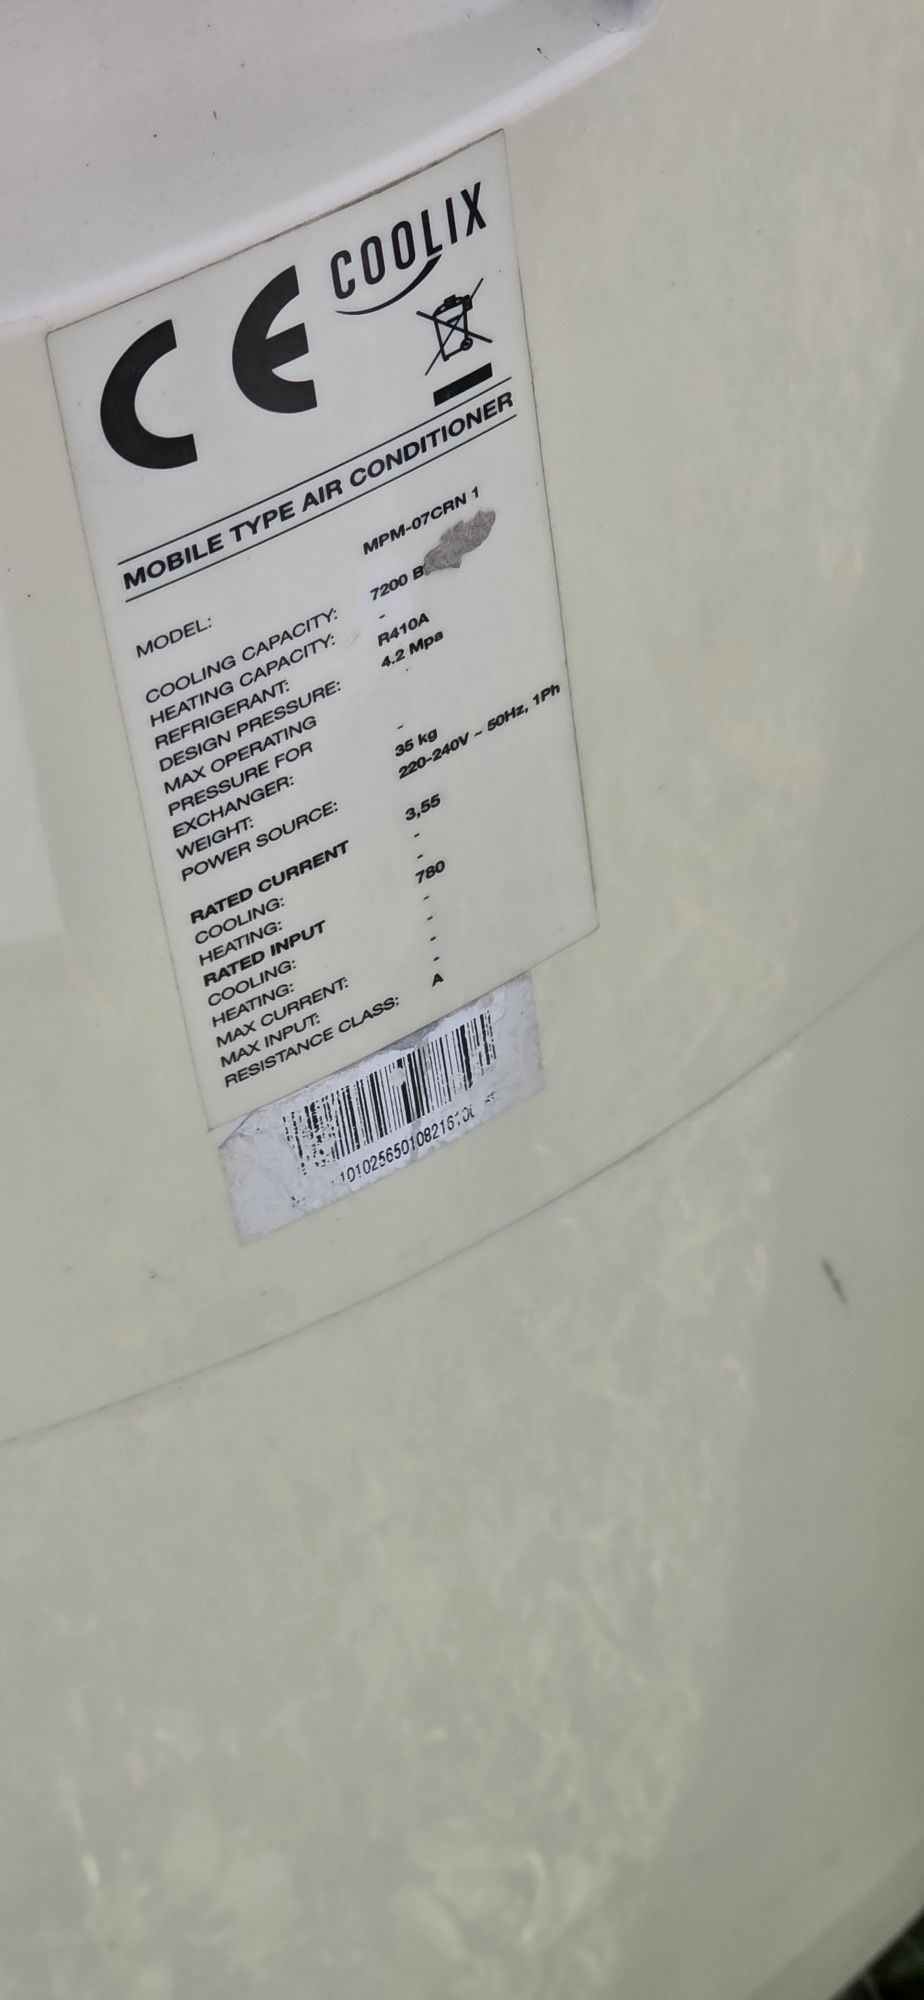 CE COOLIX
MOBILE TYPE AIR CONDITIONER
MODEL: MPM-07CRN 1
COOLING CAPACITY: 7200 B
HEATING CAPACITY: -
REFRIGERANT: R410A
DESIGN PRESSURE: 4.2 Mpa
MAX OPERATING
PRESSURE FOR
EXCHANGER: -
WEIGHT: 35 kg
POWER SOURCE: 220-240V ~ 50Hz, 1Ph
RATED CURRENT
COOLING: 3,55
HEATING: -
RATED INPUT -
COOLING: 780
HEATING: -
MAX CURRENT: -
MAX INPUT: -
RESISTANCE CLASS: - A